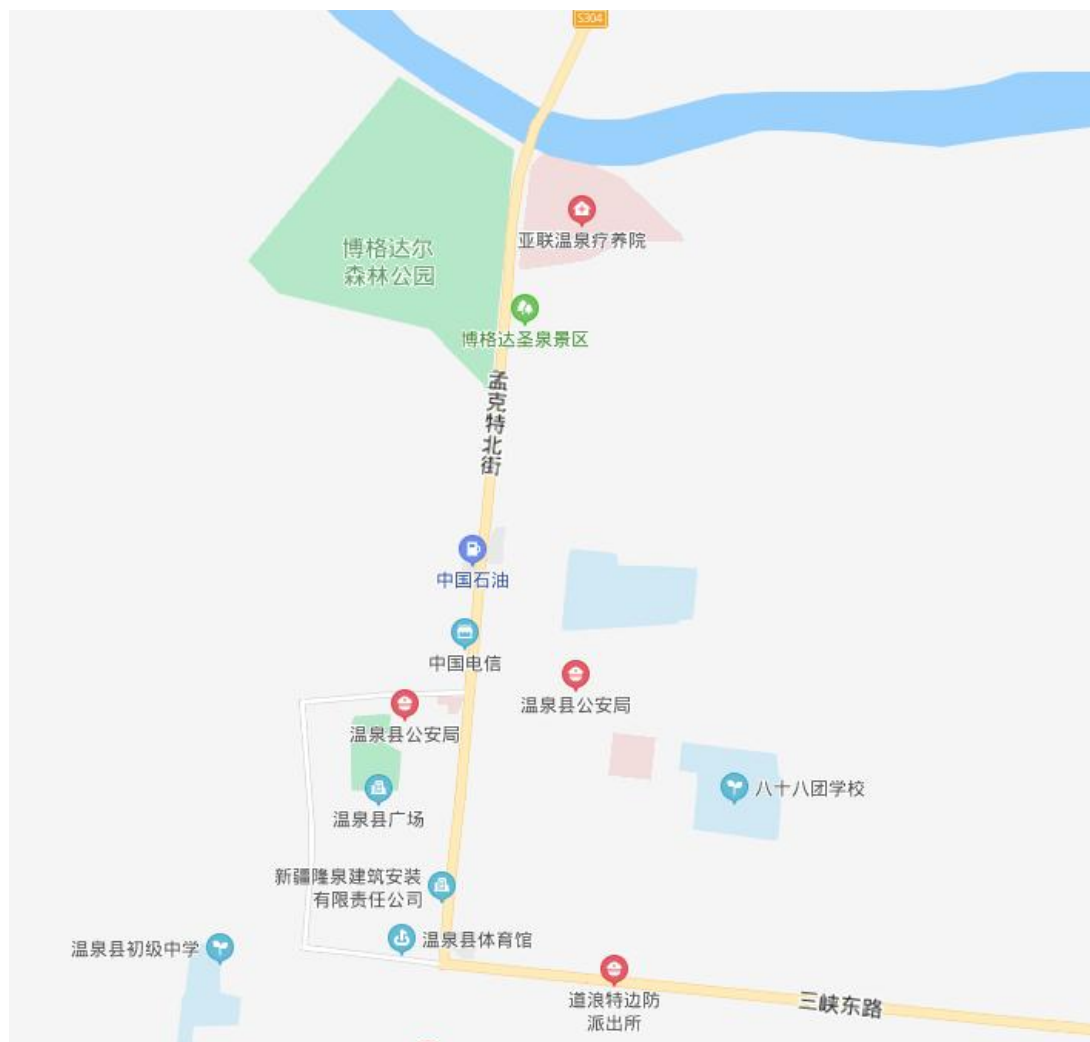 S304
亚联温泉疗养院
博格达尔
森林公园
博格达圣泉景区
孟克特北街
中国石油
中国电信
温泉县公安局
温泉县公安局
八十八团学校
温泉县广场
新疆隆泉建筑安装
有限责任公司
温泉县体育馆
温泉县初级中学
道浪特边防
派出所
三峡东路